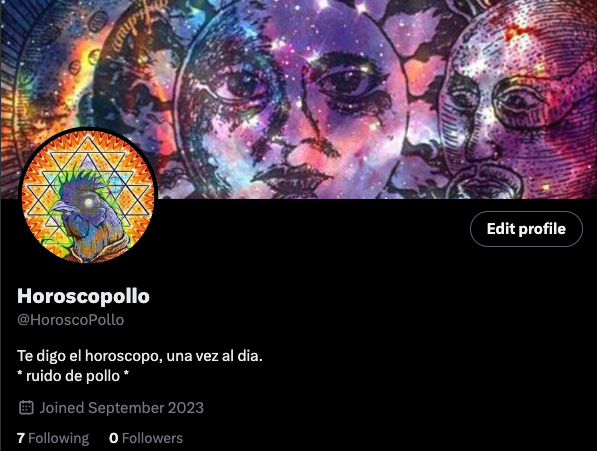 Edit profile
Horoscopollo
@HoroscoPollo
Te digo el horoscopo, una vez al dia.
* ruido de pollo *
Joined September 2023
7 Following 0 Followers